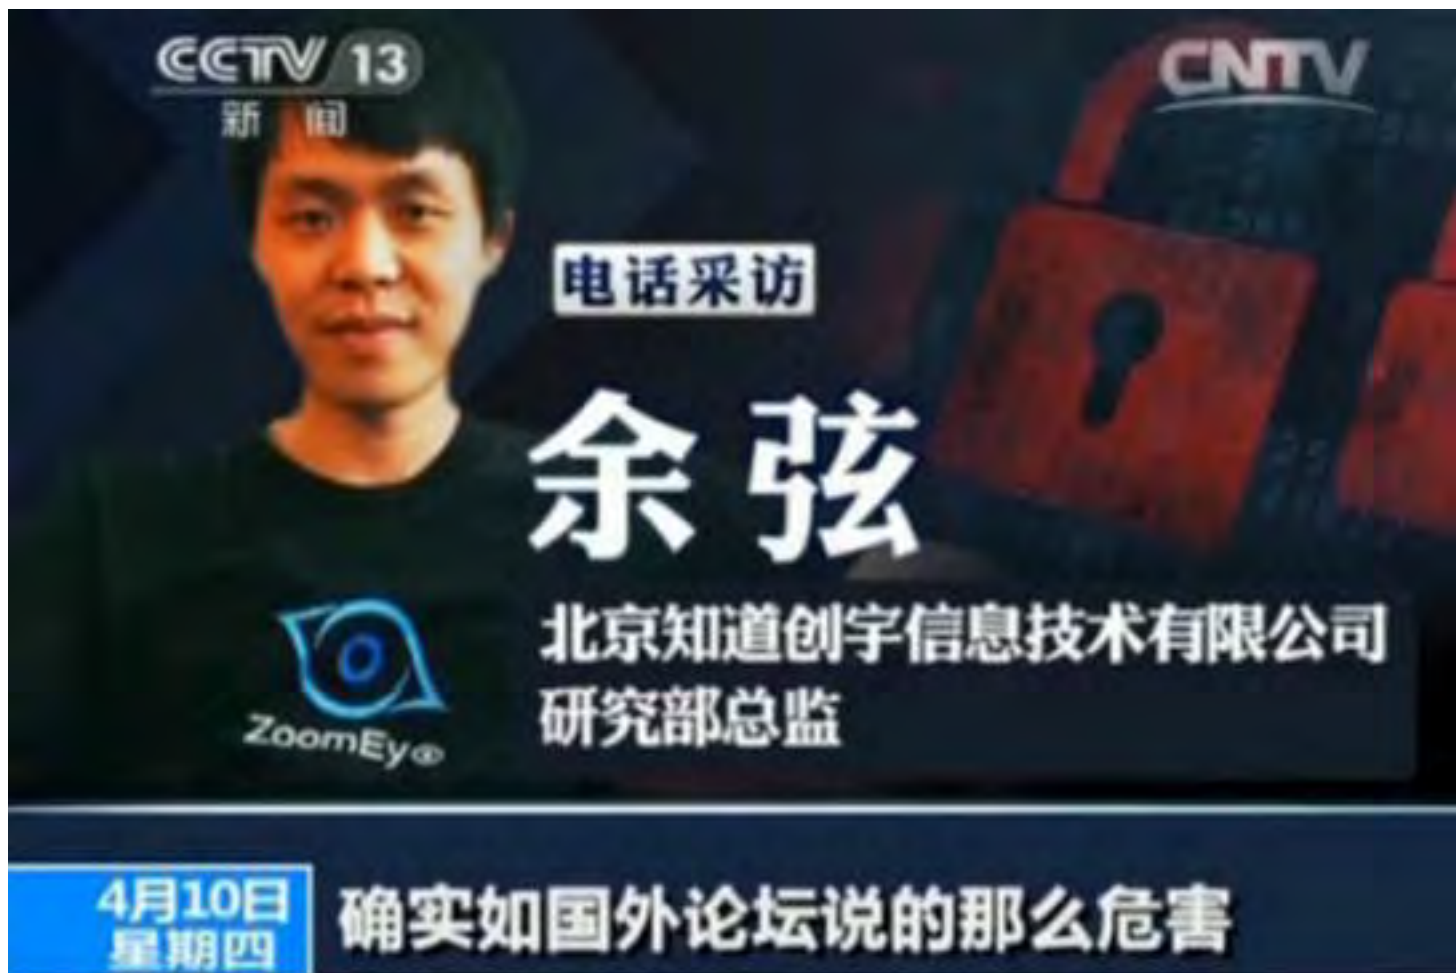 CCTV 13
新闻
CNTV
电话采访
余弦
北京知道创宇信息技术有限公司
研究部总监
ZoomEye
4月10日
星期四
确实如国外论坛说的那么危害